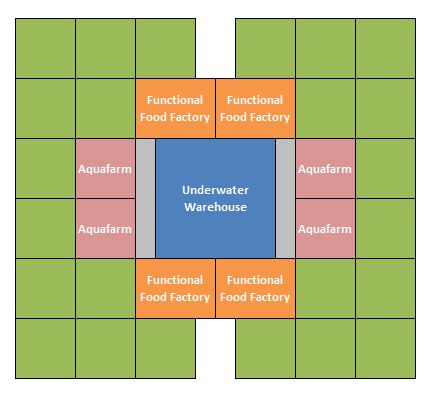 Functional
Food Factory
Functional
Food Factory
Aquafarm
Underwater
Warehouse
Aquafarm
Aquafarm
Aquafarm
Functional
Food Factory
Functional
Food Factory